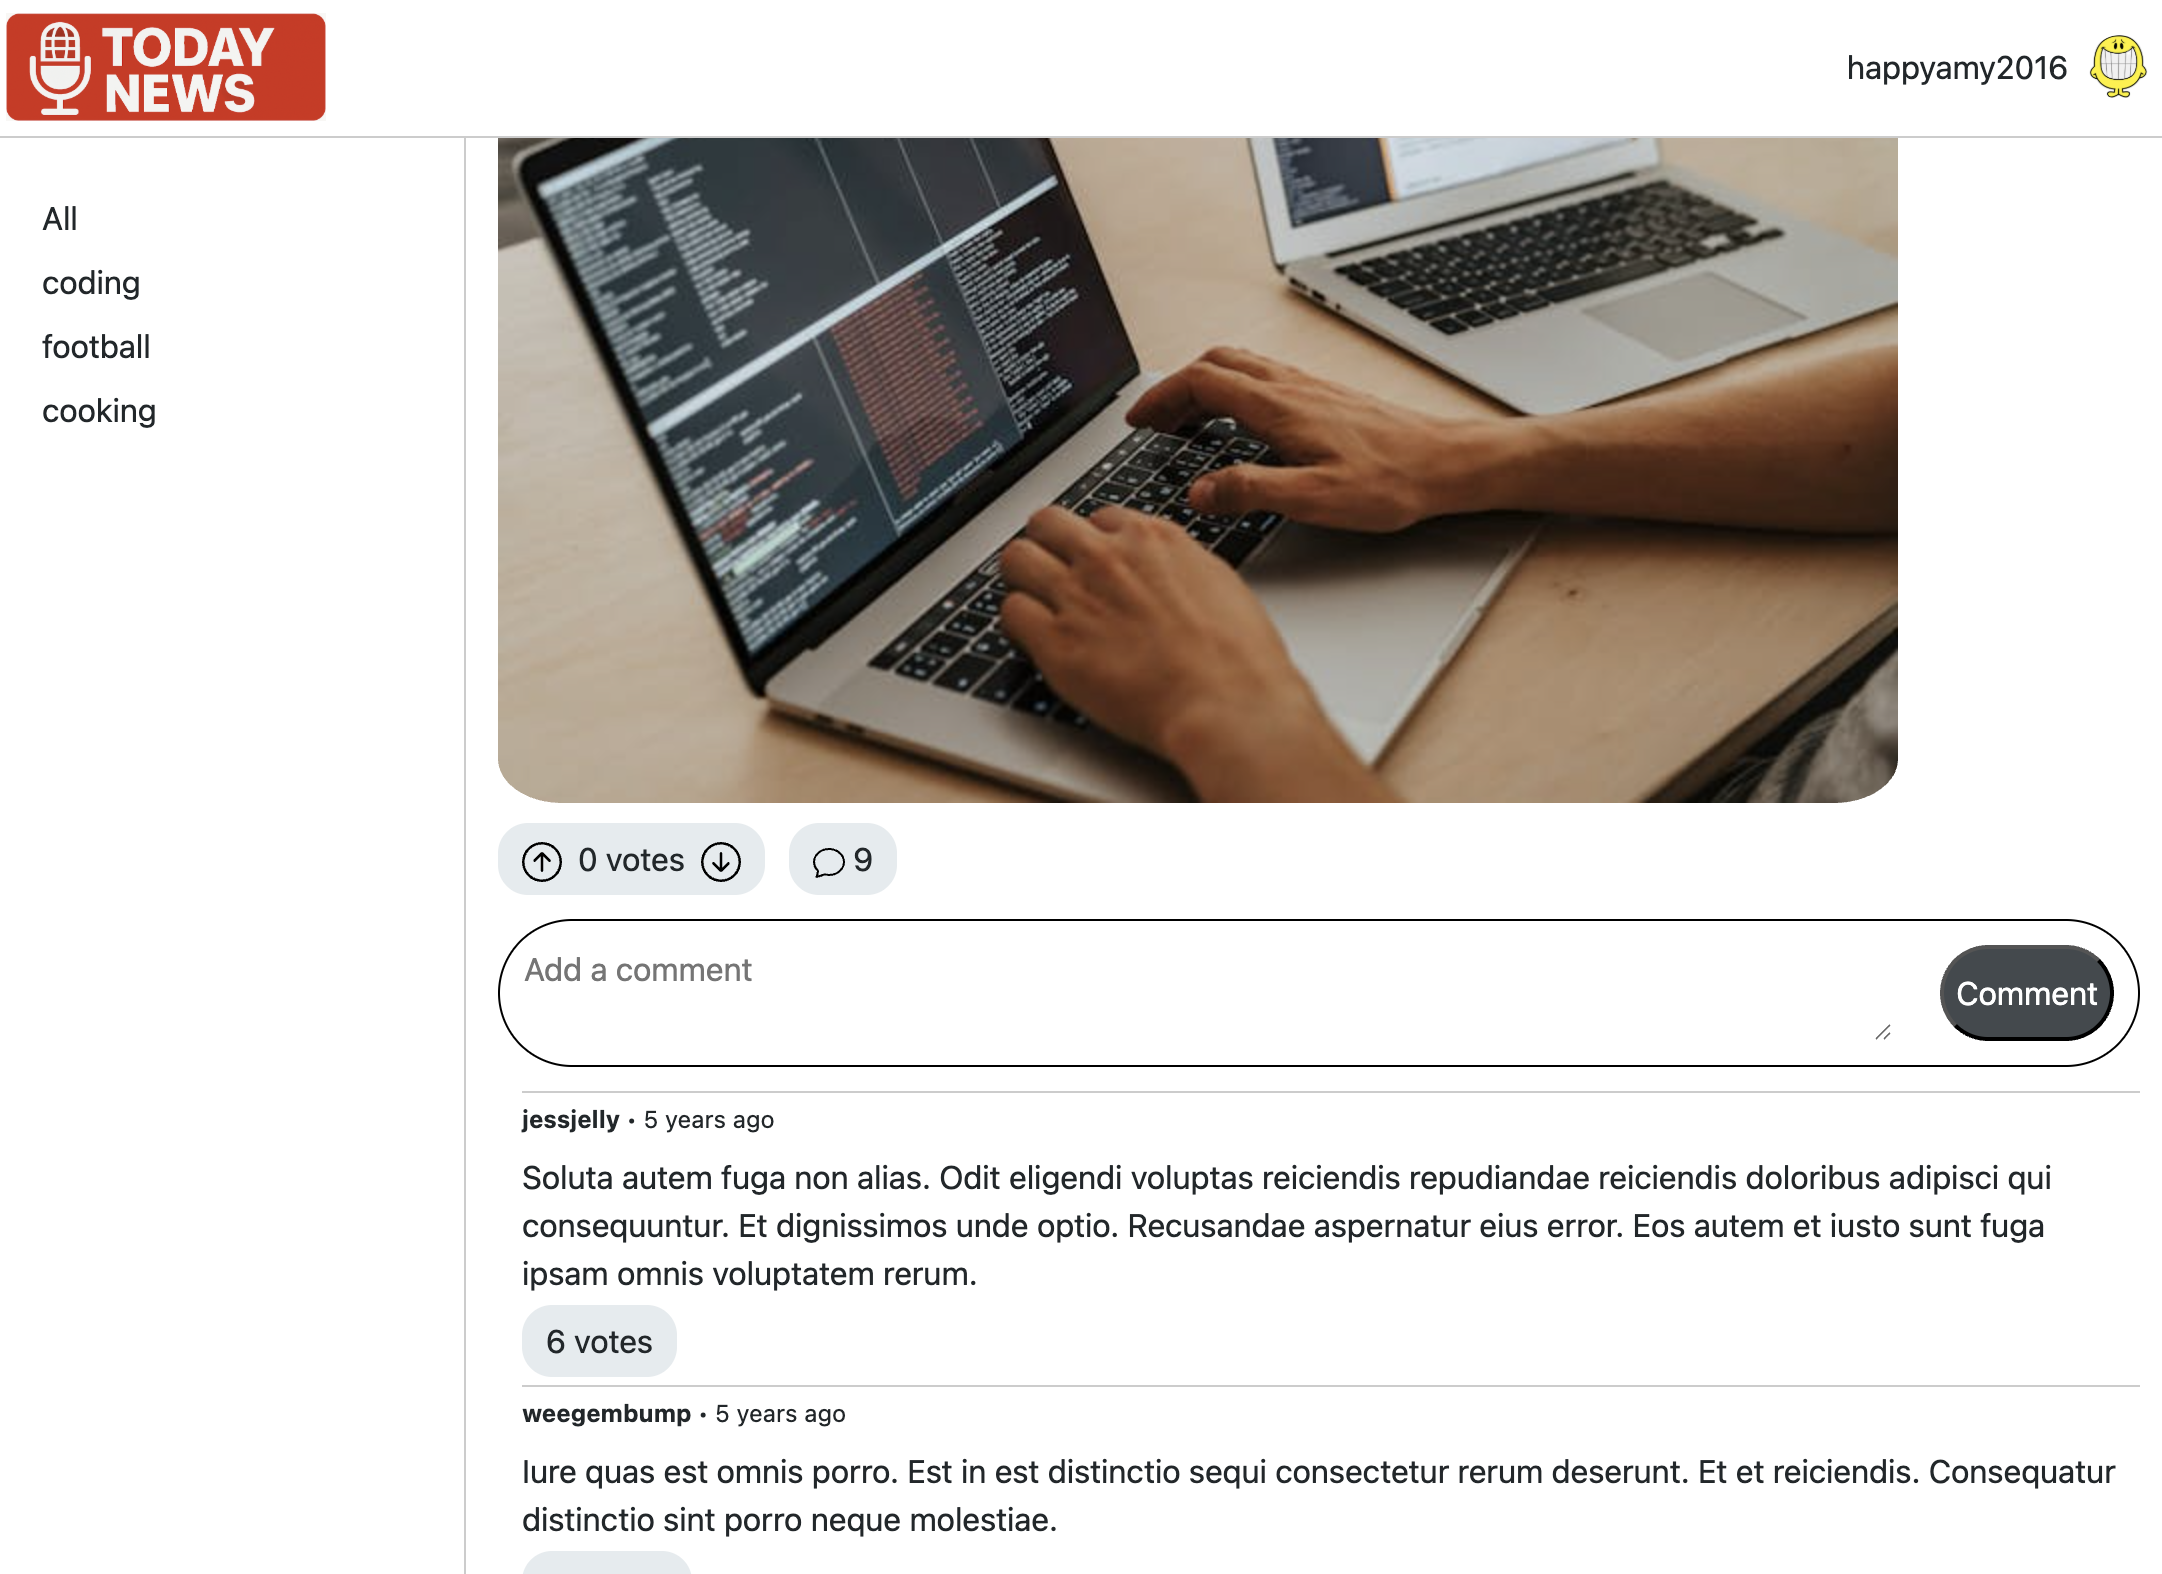 TODAY
NEWS
happyamy2016
All
coding
football
cooking
0 votes
9
Add a comment
Comment
jessjelly • 5 years ago
Soluta autem fuga non alias. Odit eligendi voluptas reiciendis repudiandae reiciendis doloribus adipisci qui
consequuntur. Et dignissimos unde optio. Recusandae aspernatur eius error. Eos autem et iusto sunt fuga
ipsam omnis voluptatem rerum.
6 votes
weegembump • 5 years ago
Iure quas est omnis porro. Est in est distinctio sequi consectetur rerum deserunt. Et et reiciendis. Consequatur
distinctio sint porro neque molestiae.